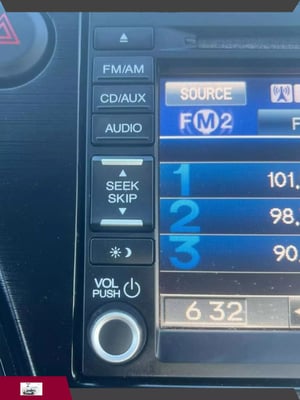 FM/AM
CD/AUX
AUDIO
SEEK
SKIP
VOL
PUSH
SOURCE
FM2
1 101.
2 98.
3 90.
6 32